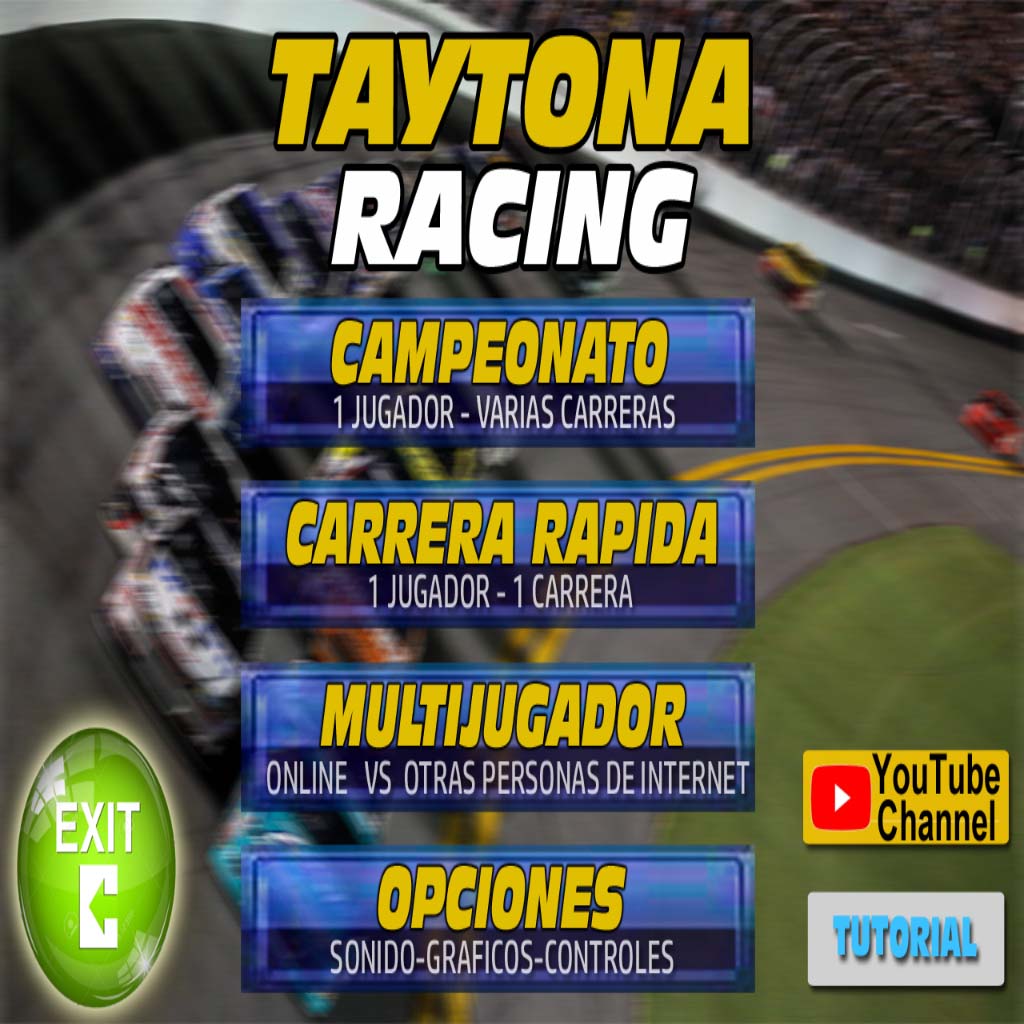 TAYTONA
RACING
CAMPEONATO
1 JUGADOR - VARIAS CARRERAS
CARRERA RAPIDA
1 JUGADOR - 1 CARRERA
MULTIJUGADOR
ONLINE VS OTRAS PERSONAS DE INTERNET
OPCIONES
SONIDO-GRAFICOS-CONTROLES
EXIT
YouTube
Channel
TUTORIAL